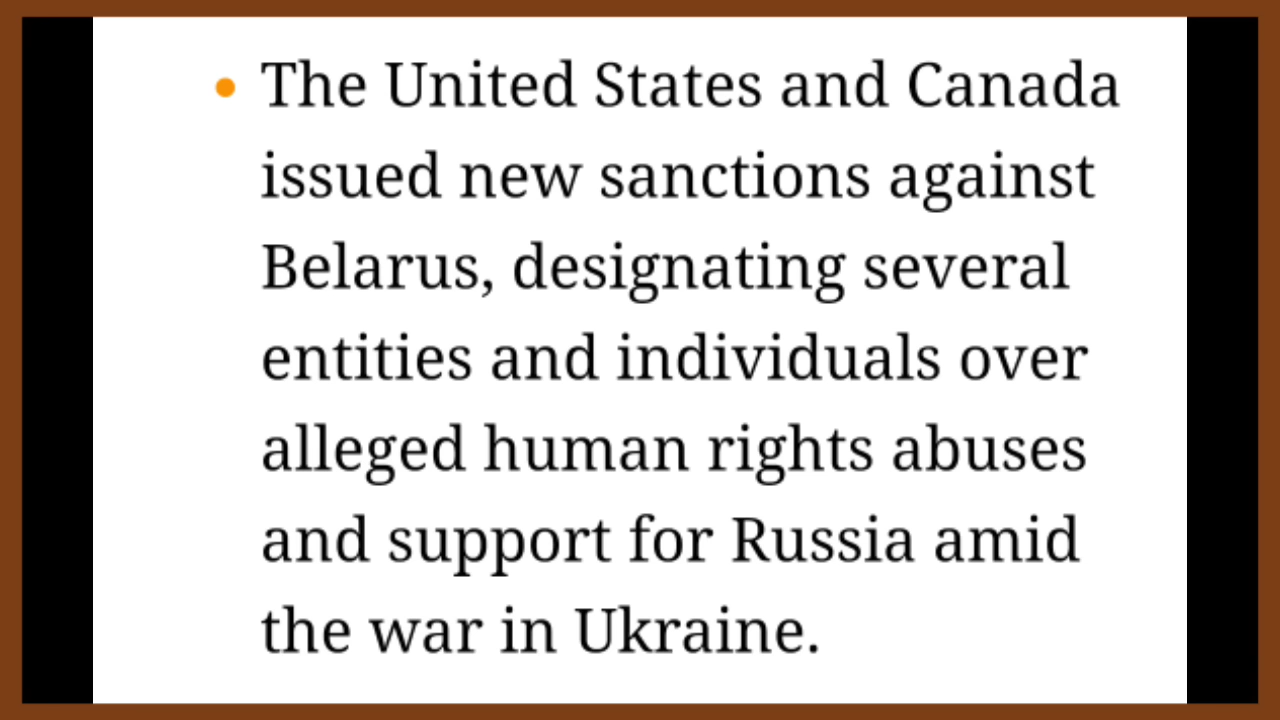 • The United States and Canada
issued new sanctions against
Belarus, designating several
entities and individuals over
alleged human rights abuses
and support for Russia amid
the war in Ukraine.